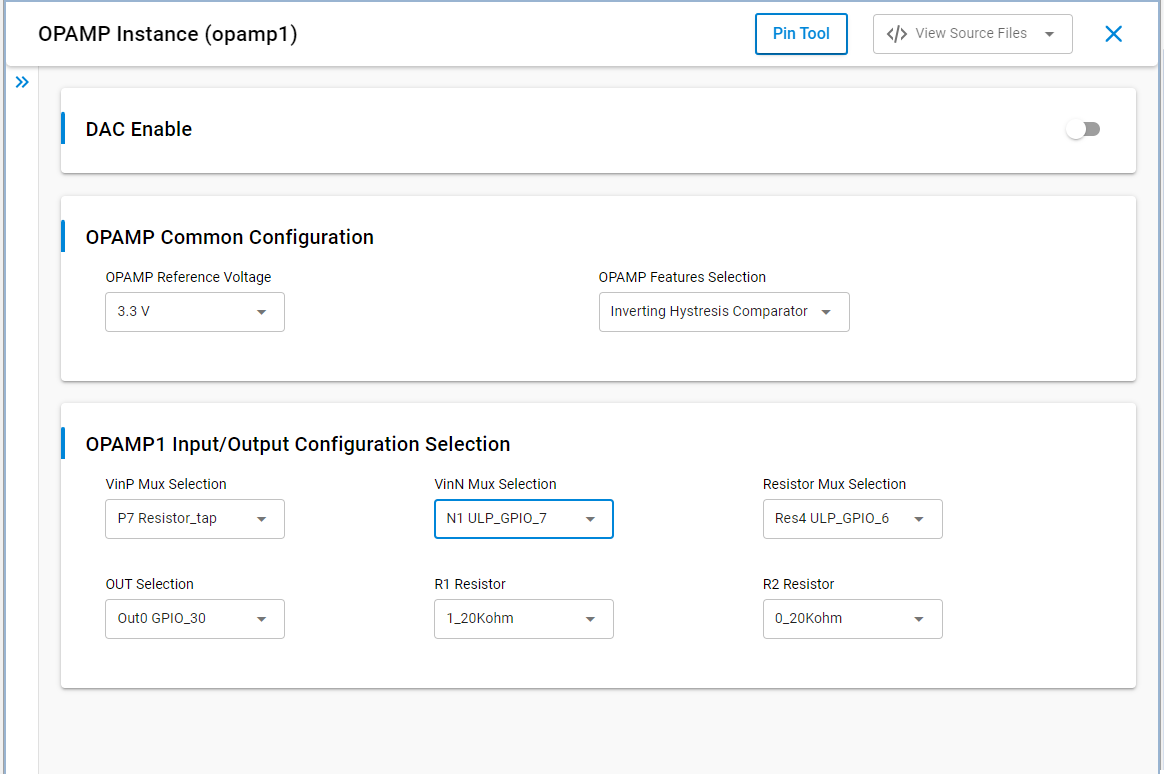 OPAMP Instance (opamp1)
Pin Tool
</> View Source Files
DAC Enable
OPAMP Common Configuration
OPAMP Reference Voltage
OPAMP Features Selection
3.3 V
Inverting Hystresis Comparator
OPAMP1 Input/Output Configuration Selection
VinP Mux Selection
VinN Mux Selection
Resistor Mux Selection
P7 Resistor_tap
N1 ULP_GPIO_7
Res4 ULP_GPIO_6
OUT Selection
R1 Resistor
R2 Resistor
Out0 GPIO_30
1_20Kohm
0_20Kohm